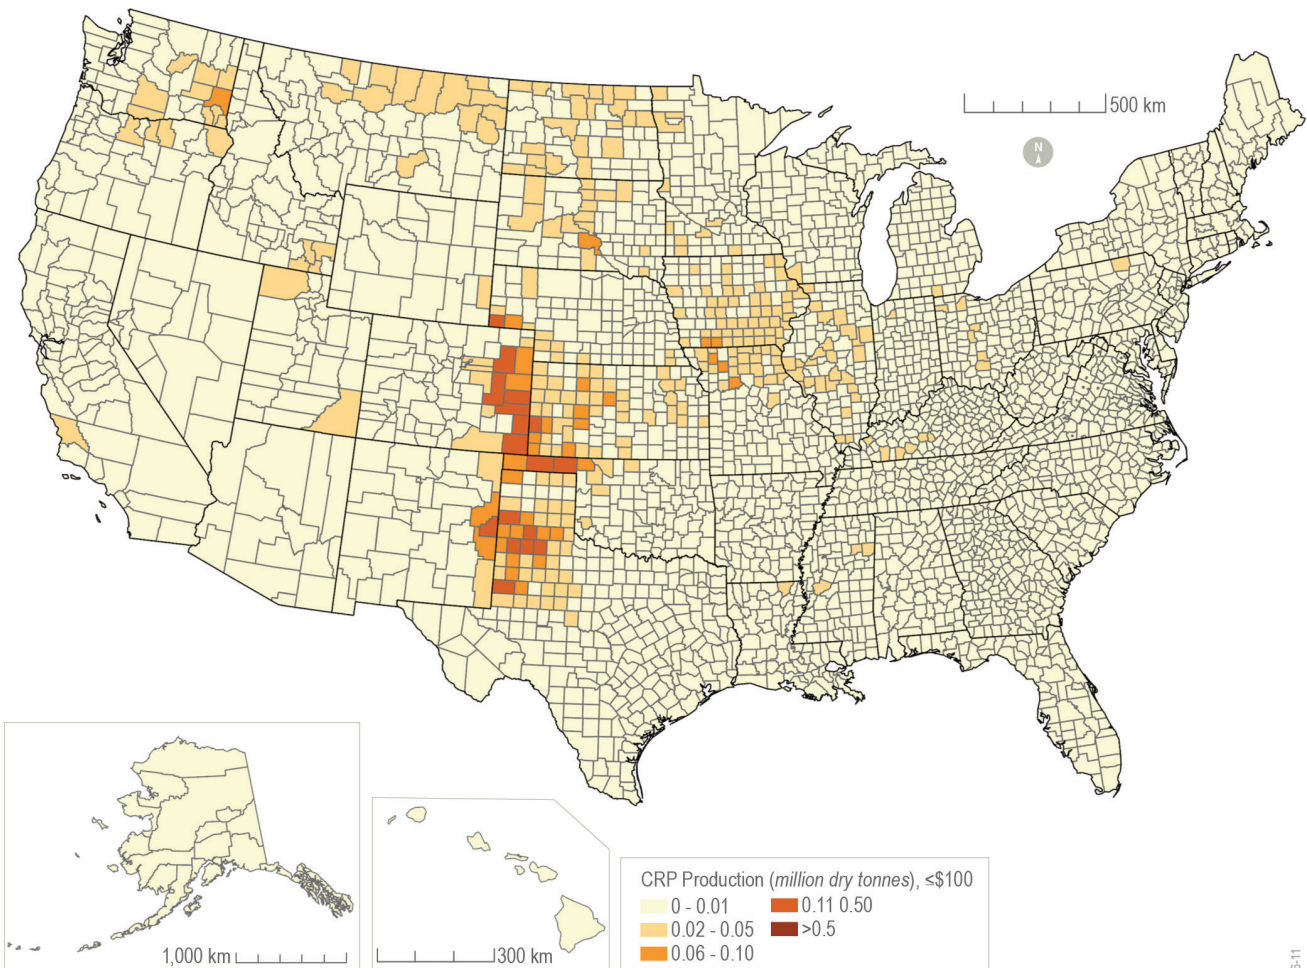 500 km
N
1,000 km
300 km
CRP Production (million dry tonnes), ≤$100
0 - 0.01
0.11 0.50
0.02 - 0.05
>0.5
0.06 - 0.10